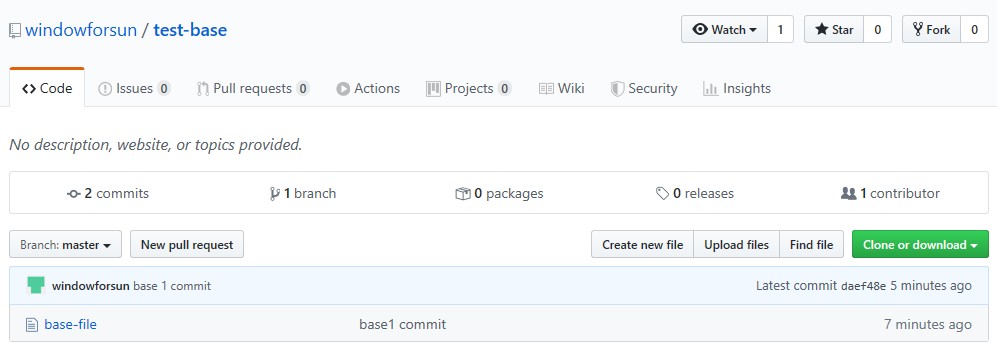 windowforsun / test-base Watch 1 Star 0 Fork 0
Code Issues 0 Pull requests 0 Actions Projects 0 Wiki Security Insights
No description, website, or topics provided.
2 commits 1 branch 0 packages 0 releases 1 contributor
Branch: master New pull request Create new file Upload files Find file Clone or download
windowforsun base 1 commit Latest commit daef48e 5 minutes ago
base-file base1 commit 7 minutes ago